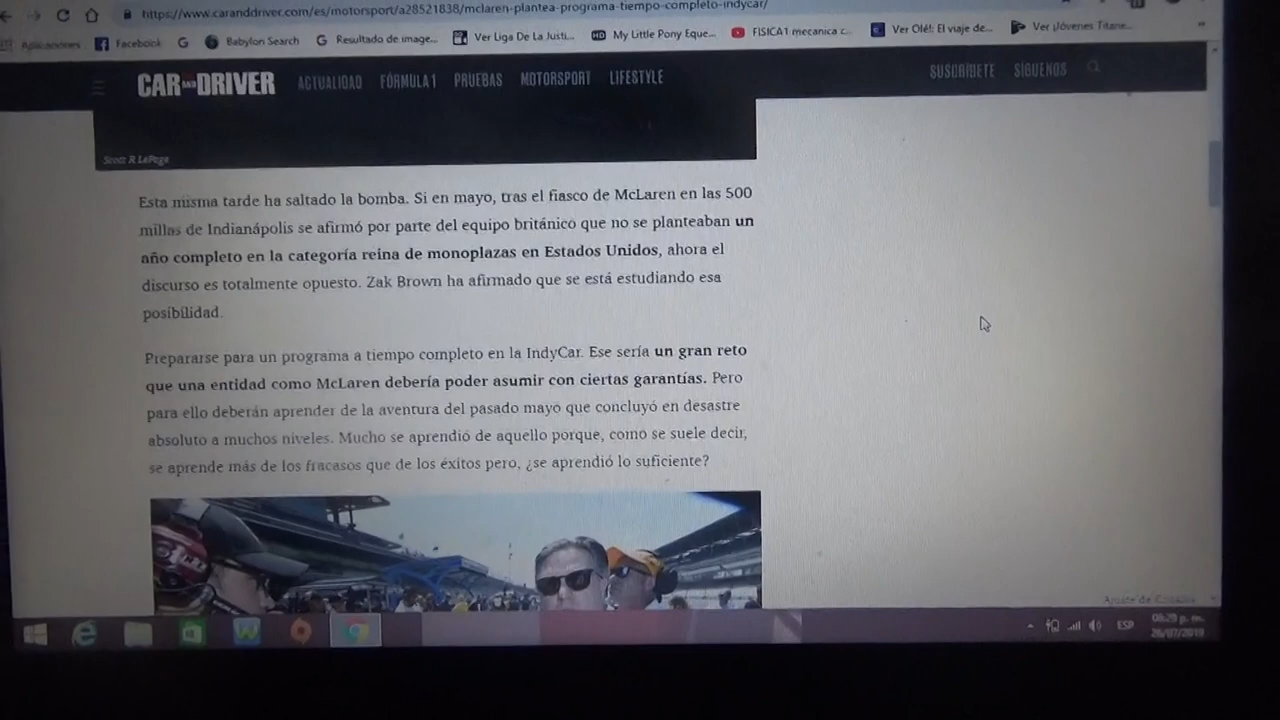 https://www.caranddriver.com/es/motorsport/a28521838/mclaren-plantea-programa-tiempo-completo-indycar/
Aplicaciones Facebook Babylon Search Resultado de image... Ver Liga De La Justi... My Little Pony Eque... FISICA1 mecanica c... Ver Olé!: El viaje de... Ver Jóvenes Titane...
CAR AND DRIVER ACTUALIDAD FÓRMULA 1 PRUEBAS MOTORSPORT LIFESTYLE SUSCRÍBETE SÍGUENOS
Scott R LePage
Esta misma tarde ha saltado la bomba. Si en mayo, tras el fiasco de McLaren en las 500
millas de Indianápolis se afirmó por parte del equipo británico que no se planteaban un
año completo en la categoría reina de monoplazas en Estados Unidos, ahora el
discurso es totalmente opuesto. Zak Brown ha afirmado que se está estudiando esa
posibilidad.
Prepararse para un programa a tiempo completo en la IndyCar. Ese sería un gran reto
que una entidad como McLaren debería poder asumir con ciertas garantías. Pero
para ello deberán aprender de la aventura del pasado mayo que concluyó en desastre
absoluto a muchos niveles. Mucho se aprendió de aquello porque, como se suele decir,
se aprende más de los fracasos que de los éxitos pero, ¿se aprendió lo suficiente?
ESP
06:29 p. m.
26/07/2019